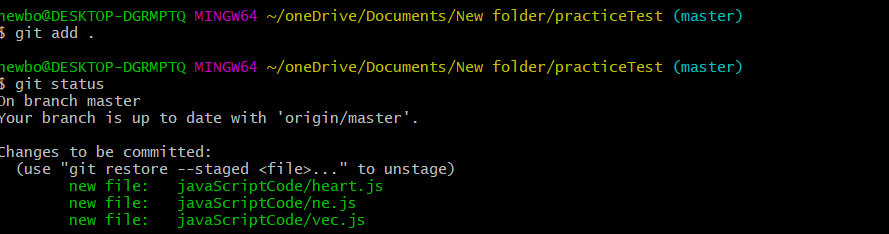 newbo@DESKTOP-DGRMPTQ MINGW64 ~/oneDrive/Documents/New folder/practiceTest (master)
$ git add .
newbo@DESKTOP-DGRMPTQ MINGW64 ~/oneDrive/Documents/New folder/practiceTest (master)
$ git status
On branch master
Your branch is up to date with 'origin/master'.
Changes to be committed:
(use "git restore --staged <file>..." to unstage)
new file: javaScriptCode/heart.js
new file: javaScriptCode/ne.js
new file: javaScriptCode/vec.js